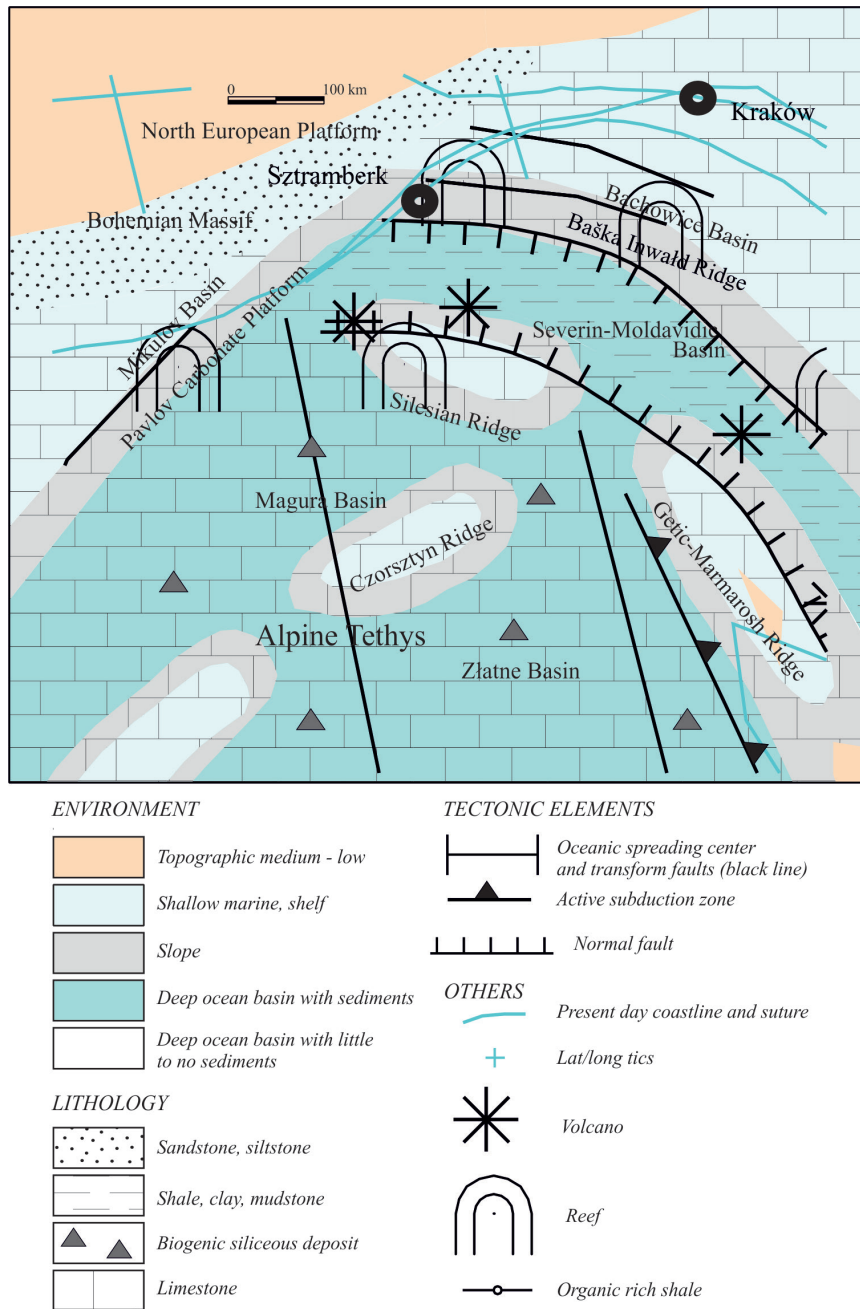 0
100 km
North European Platform
Kraków
Sztramberk
Bohemian Massif
Bachowice Basin
Baška Inwałd Ridge
Mikulov Basin
Pavlov Carbonate Platform
Severin-Moldavidic
Basin
Silesian Ridge
Magura Basin
Czorsztyn Ridge
Getic-Marmarosh Ridge
Alpine Tethys
Złatne Basin
ENVIRONMENT
Topographic medium - low
Shallow marine, shelf
Slope
Deep ocean basin with sediments
Deep ocean basin with little
to no sediments
LITHOLOGY
Sandstone, siltstone
Shale, clay, mudstone
Biogenic siliceous deposit
Limestone
TECTONIC ELEMENTS
Oceanic spreading center
and transform faults (black line)
Active subduction zone
Normal fault
OTHERS
Present day coastline and suture
Lat/long tics
Volcano
Reef
Organic rich shale